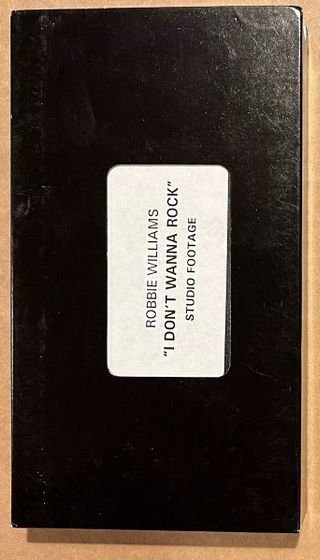 ROBBIE WILLIAMS
"I DON'T WANNA ROCK"
STUDIO FOOTAGE